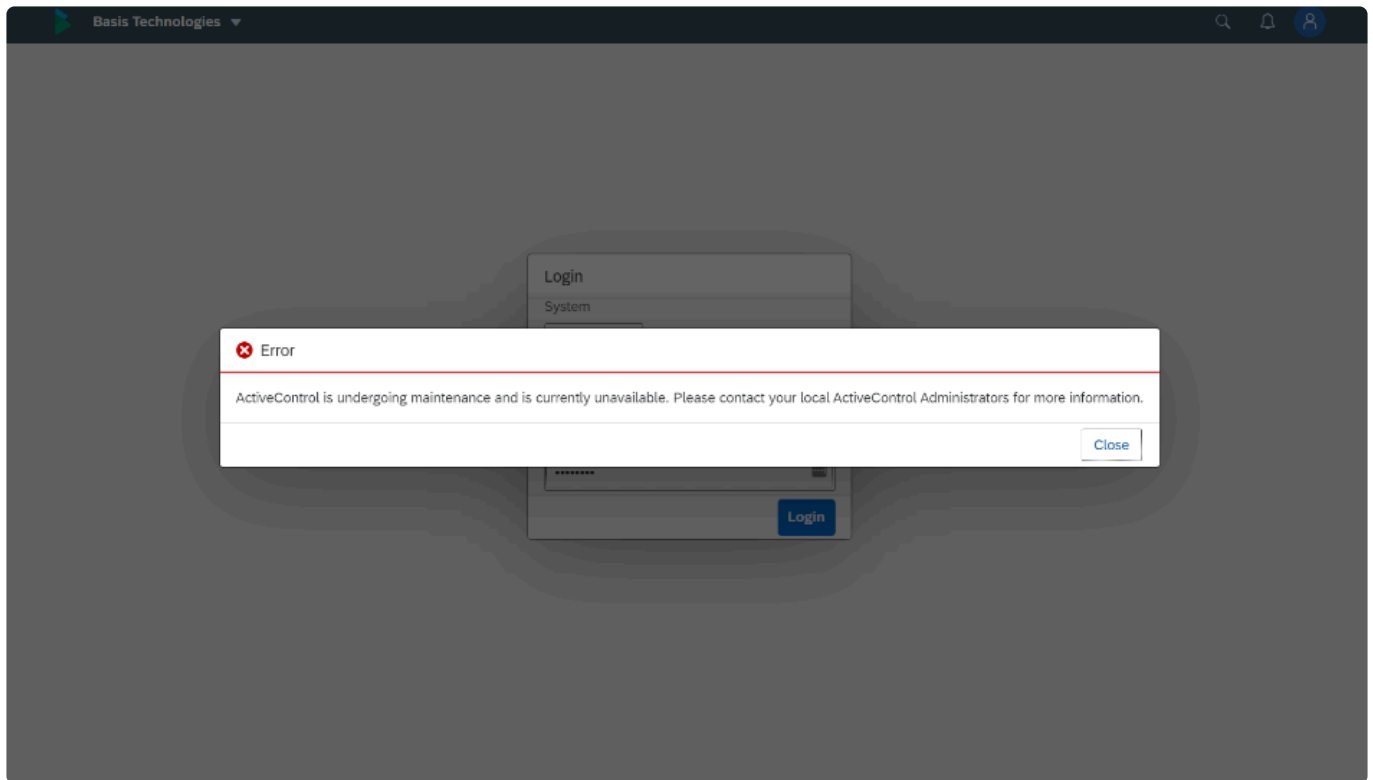 Basis Technologies
Login
System
Error
ActiveControl is undergoing maintenance and is currently unavailable. Please contact your local ActiveControl Administrators for more information.
Close
••••••••
Login